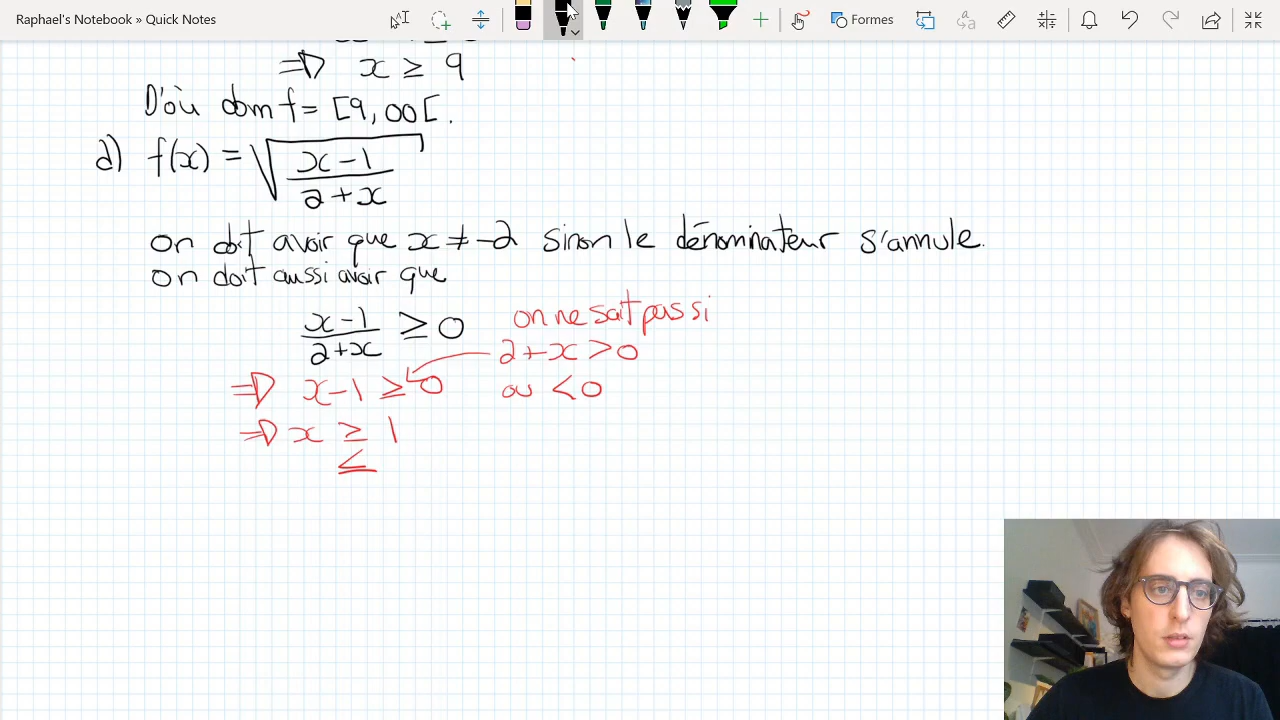 Raphael's Notebook » Quick Notes
Formes
⇒ x ≥ 9
D'où dom f = [9, ∞[.
d) f(x) = √((x-1)/(2+x))
on doit avoir que x ≠ -2 sinon le dénominateur s'annule.
on doit aussi avoir que
(x-1)/(2+x) ≥ 0
on ne sait pas si
2+x > 0
ou < 0
⇒ x-1 ≥ 0
⇒ x ≥ 1
≤